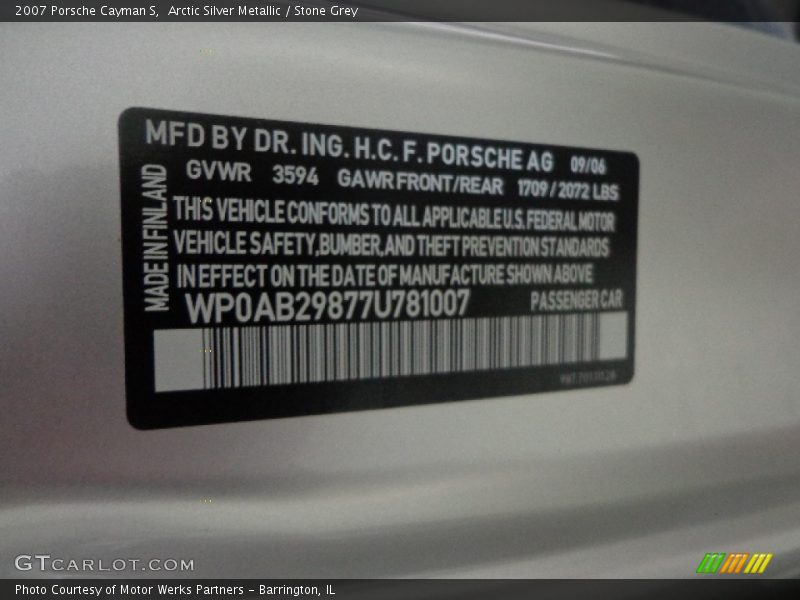 2007 Porsche Cayman S,  Arctic Silver Metallic / Stone Grey
MFD BY DR. ING. H.C. F. PORSCHE AG 09/06
GVWR 3594 GAWR FRONT/REAR 1709 / 2072 LBS
THIS VEHICLE CONFORMS TO ALL APPLICABLE U.S. FEDERAL MOTOR
VEHICLE SAFETY,BUMBER,AND THEFT PREVENTION STANDARDS
IN EFFECT ON THE DATE OF MANUFACTURE SHOWN ABOVE
WP0AB29877U781007 PASSENGER CAR
MADE IN FINLAND
GTCARLOT.COM
Photo Courtesy of Motor Werks Partners – Barrington, IL